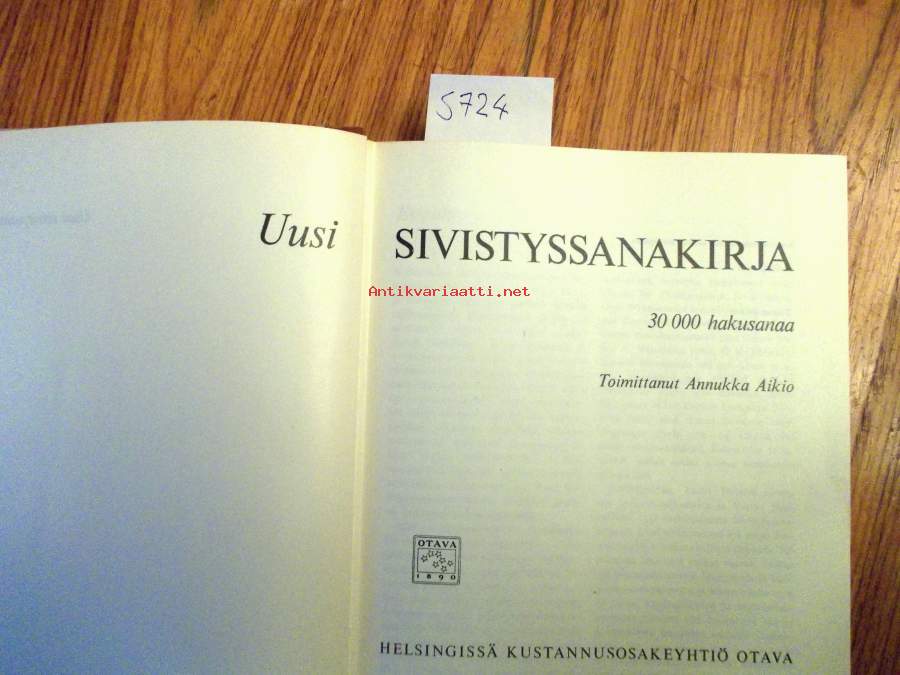 5724
Uusi SIVISTYSSANAKIRJA
Antikvariaatti.net
30 000 hakusanaa
Toimittanut Annukka Aikio
OTAVA
1890
HELSINGISSÄ KUSTANNUSOSAKEYHTIÖ OTAVA